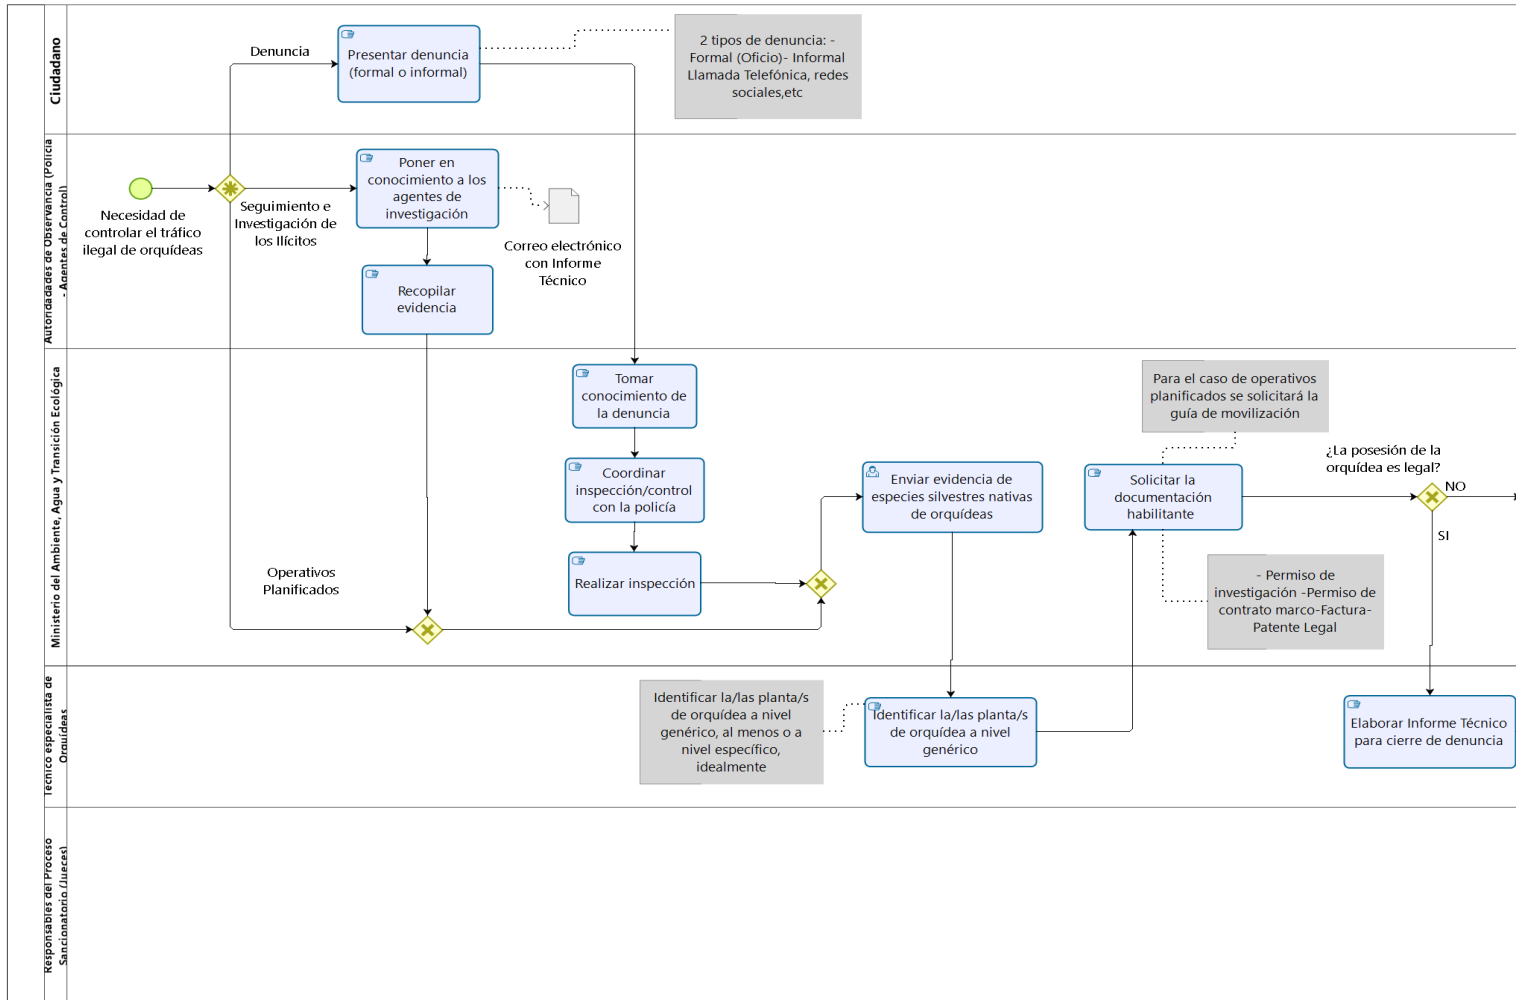 Ciudadano
Denuncia
Presentar denuncia
(formal o informal)
2 tipos de denuncia: -
Formal (Oficio)- Informal
Llamada Telefónica, redes
sociales,etc
Autoridadades de Observancia (Policía
- Agentes de Control)
Necesidad de
controlar el tráfico
ilegal de orquídeas
Seguimiento e
Investigación de
los Ilícitos
Poner en
conocimiento a los
agentes de
investigación
Correo electrónico
con Informe
Técnico
Recopilar
evidencia
Ministerio del Ambiente, Agua y Transición Ecológica
Operativos
Planificados
Tomar
conocimiento de
la denuncia
Coordinar
inspección/control
con la policía
Realizar inspección
Enviar evidencia de
especies silvestres nativas
de orquídeas
Para el caso de operativos
planificados se solicitará la
guía de movilización
Solicitar la
documentación
habilitante
- Permiso de
investigación -Permiso de
contrato marco-Factura-
Patente Legal
¿La posesión de la
orquídea es legal?
NO
SI
Técnico especialista de
Orquídeas
Identificar la/las planta/s
de orquídea a nivel
genérico, al menos o a
nivel específico,
idealmente
Identificar la/las planta/s
de orquídea a nivel
genérico
Elaborar Informe Técnico
para cierre de denuncia
Responsables del Proceso
Sancionatorio (Jueces)